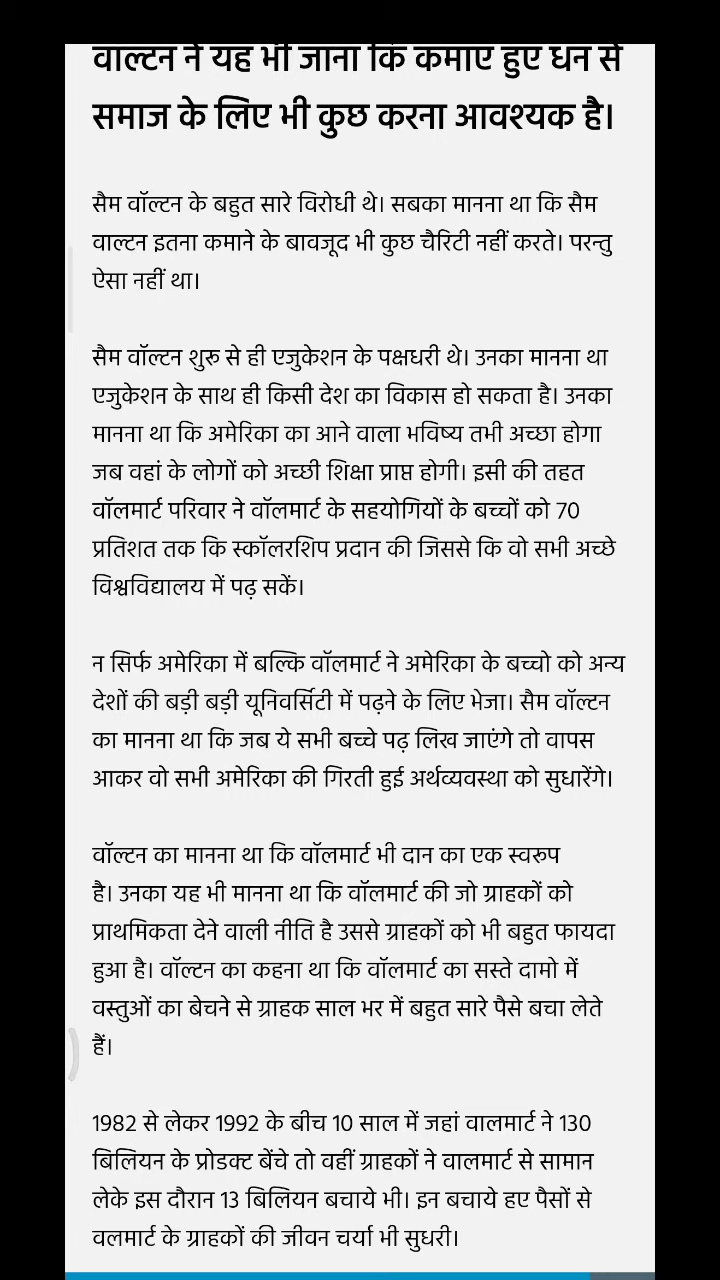 वाल्टन ने यह भी जाना कि कमाए हुए धन से
समाज के लिए भी कुछ करना आवश्यक है।
सैम वॉल्टन के बहुत सारे विरोधी थे। सबका मानना था कि सैम
वाल्टन इतना कमाने के बावजूद भी कुछ चैरिटी नहीं करते। परन्तु
ऐसा नहीं था।
सैम वॉल्टन शुरू से ही एजुकेशन के पक्षधरी थे। उनका मानना था
एजुकेशन के साथ ही किसी देश का विकास हो सकता है। उनका
मानना था कि अमेरिका का आने वाला भविष्य तभी अच्छा होगा
जब वहां के लोगों को अच्छी शिक्षा प्राप्त होगी। इसी की तहत
वॉलमार्ट परिवार ने वॉलमार्ट के सहयोगियों के बच्चों को 70
प्रतिशत तक कि स्कॉलरशिप प्रदान की जिससे कि वो सभी अच्छे
विश्वविद्यालय में पढ़ सकें।
न सिर्फ अमेरिका में बल्कि वॉलमार्ट ने अमेरिका के बच्चो को अन्य
देशों की बड़ी बड़ी यूनिवर्सिटी में पढ़ने के लिए भेजा। सैम वॉल्टन
का मानना था कि जब ये सभी बच्चे पढ़ लिख जाएंगे तो वापस
आकर वो सभी अमेरिका की गिरती हुई अर्थव्यवस्था को सुधारेंगे।
वॉल्टन का मानना था कि वॉलमार्ट भी दान का एक स्वरूप
है। उनका यह भी मानना था कि वॉलमार्ट की जो ग्राहकों को
प्राथमिकता देने वाली नीति है उससे ग्राहकों को भी बहुत फायदा
हुआ है। वॉल्टन का कहना था कि वॉलमार्ट का सस्ते दामो में
वस्तुओं का बेचने से ग्राहक साल भर में बहुत सारे पैसे बचा लेते
हैं।
1982 से लेकर 1992 के बीच 10 साल में जहां वालमार्ट ने 130
बिलियन के प्रोडक्ट बेंचे तो वहीं ग्राहकों ने वालमार्ट से सामान
लेके इस दौरान 13 बिलियन बचाये भी। इन बचाये हए पैसों से
वलमार्ट के ग्राहकों की जीवन चर्या भी सुधरी।